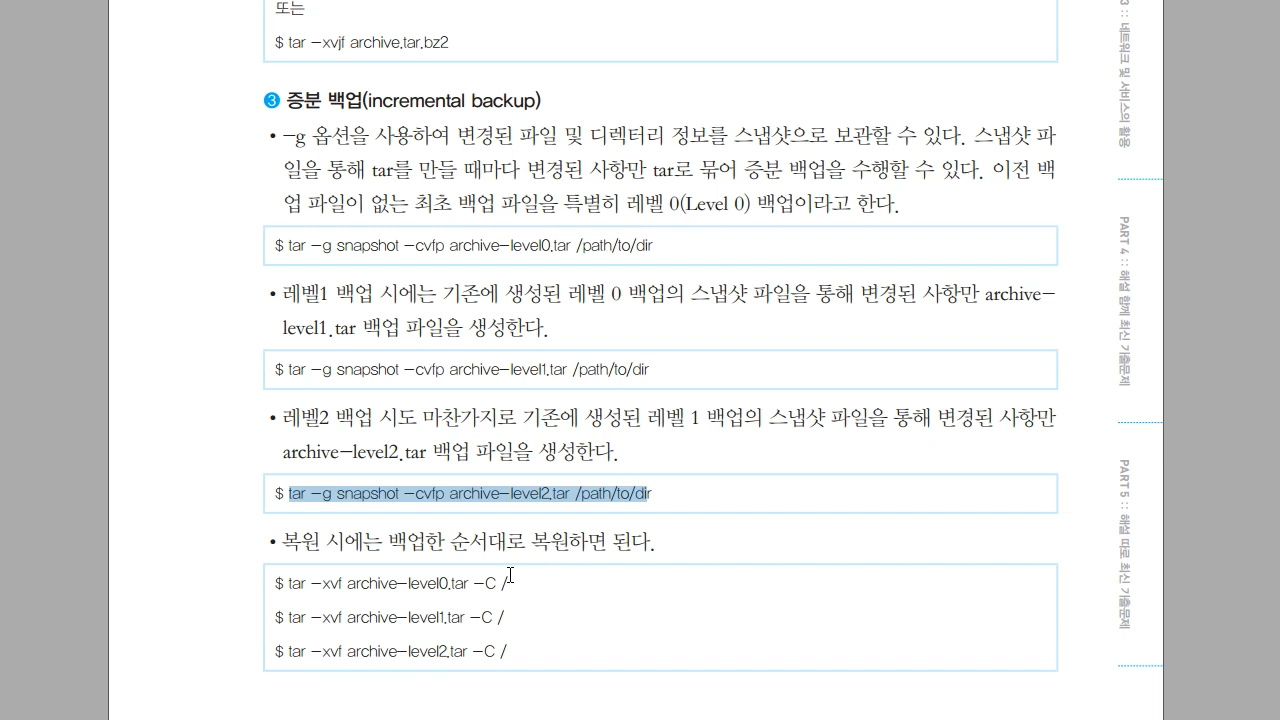 또는
$ tar -xvf archival
z2
3 증분 백업(incremental backup)
• -g 옵션을 사용하여 변경된 파일 및 디렉터리 정보를 스냅샷으로 보관할 수 있다. 스냅샷 파
일을 통해 tar를 만들 때마다 변경된 사항만 tar로 묶어 증분 백업을 수행할 수 있다. 이전 백
업 파일이 없는 최초 백업 파일을 특별히 레벨 0(Level 0) 백업이라고 한다.
$ tar -g snapshot -cvfp archive-level0.tar /path/to/dir
• 레벨1 백업 시에는 기존에 생성된 레벨 0 백업의 스냅샷 파일을 통해 변경된 사항만 archive-
level1.tar 백업 파일을 생성한다.
$ tar -g snapshot -cvfp archive-level1.tar /path/to/dir
• 레벨2 백업 시도 마찬가지로 기존에 생성된 레벨 1 백업의 스냅샷 파일을 통해 변경된 사항만
archive-level2.tar 백업 파일을 생성한다.
$ tar -g snapshot -cvfp archive-level2.tar /path/to/dir
• 복원 시에는 백업한 순서대로 복원하면 된다.
$ tar -xvf archive-level0.tar -C /
$ tar -xvf archive-level1.tar -C /
$ tar -xvf archive-level2.tar -C /
3 :: 네트워크 및 서비스의 활용
PART 4 :: 해설 함께 최신 기출문제
PART 5 :: 해설 따로 최신 기출문제